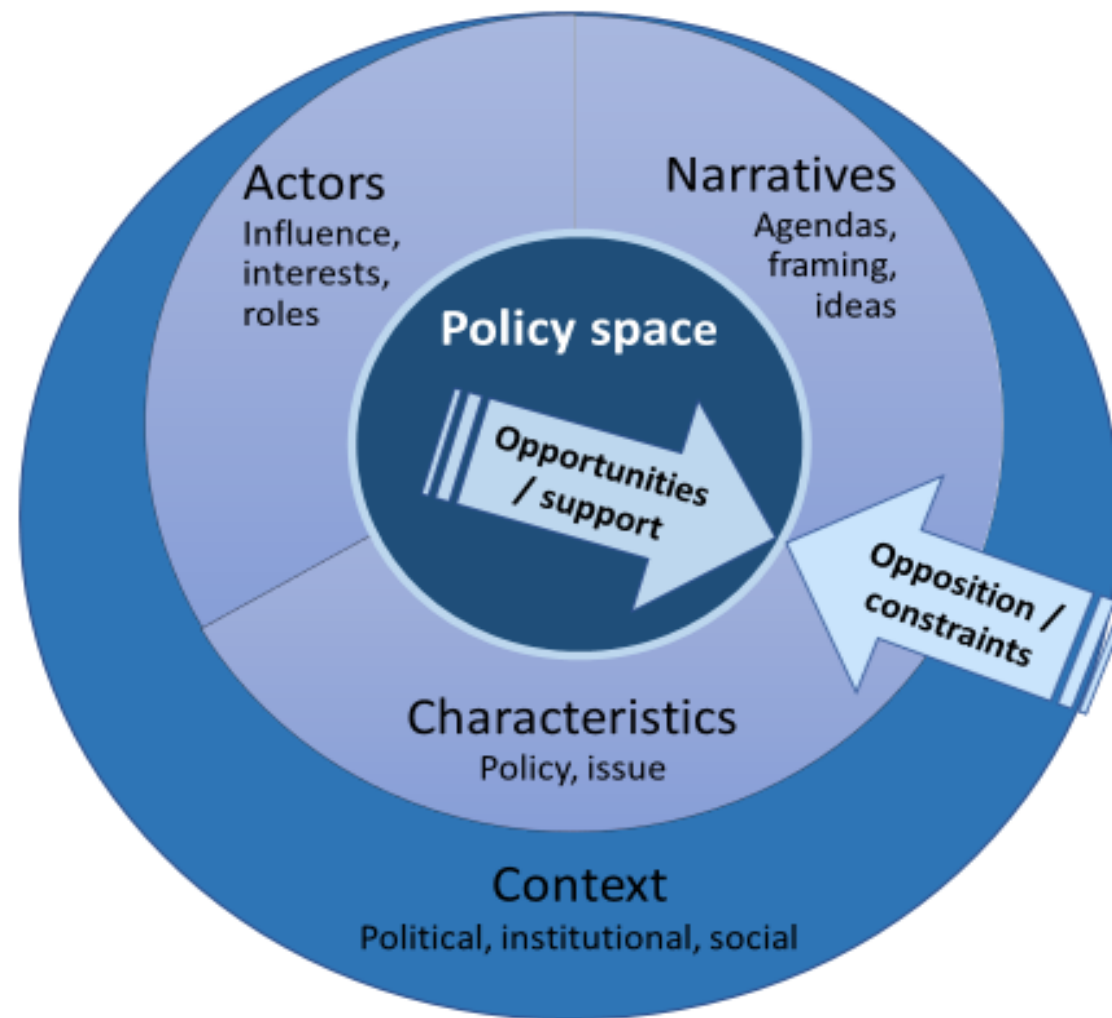 Actors
Influence,
interests,
roles
Narratives
Agendas,
framing,
ideas
Policy space
Opportunities
/ support
Opposition /
constraints
Characteristics
Policy, issue
Context
Political, institutional, social